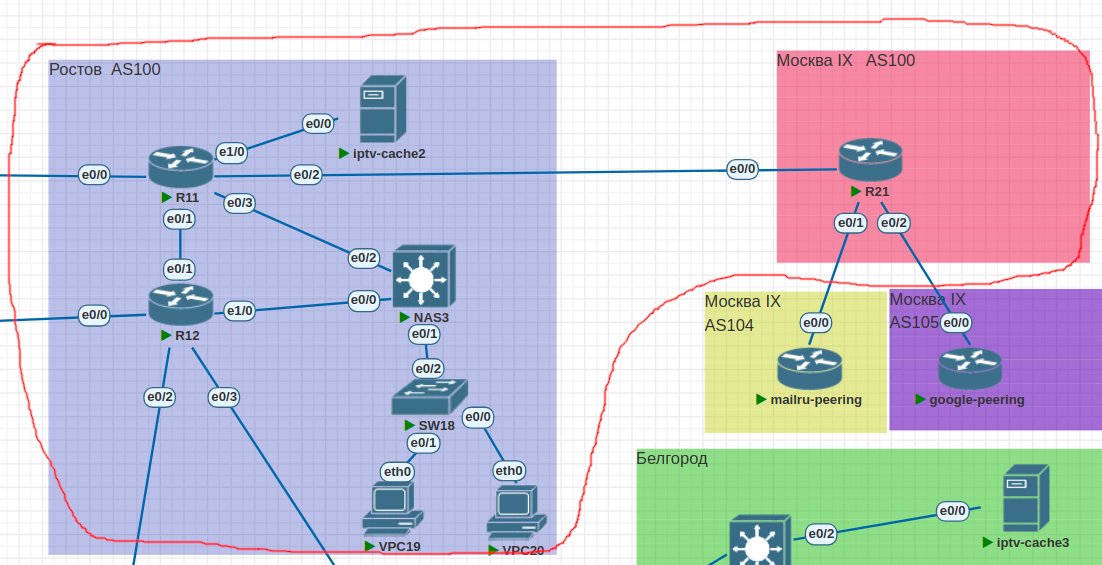 Ростов AS100
iptv-cache2
e0/0
e1/0
e0/0
e0/2
R11
e0/3
e0/1
e0/2
e0/1
e0/0
R12
e1/0
e0/0
NAS3
e0/1
e0/2
e0/3
e0/2
SW18
e0/0
e0/1
eth0
eth0
VPC19
VPC20
Москва IX AS100
e0/0
R21
e0/1
e0/2
Москва IX
AS104
e0/0
mailru-peering
Москва IX
AS105
e0/0
google-peering
Белгород
e0/2
e0/0
iptv-cache3